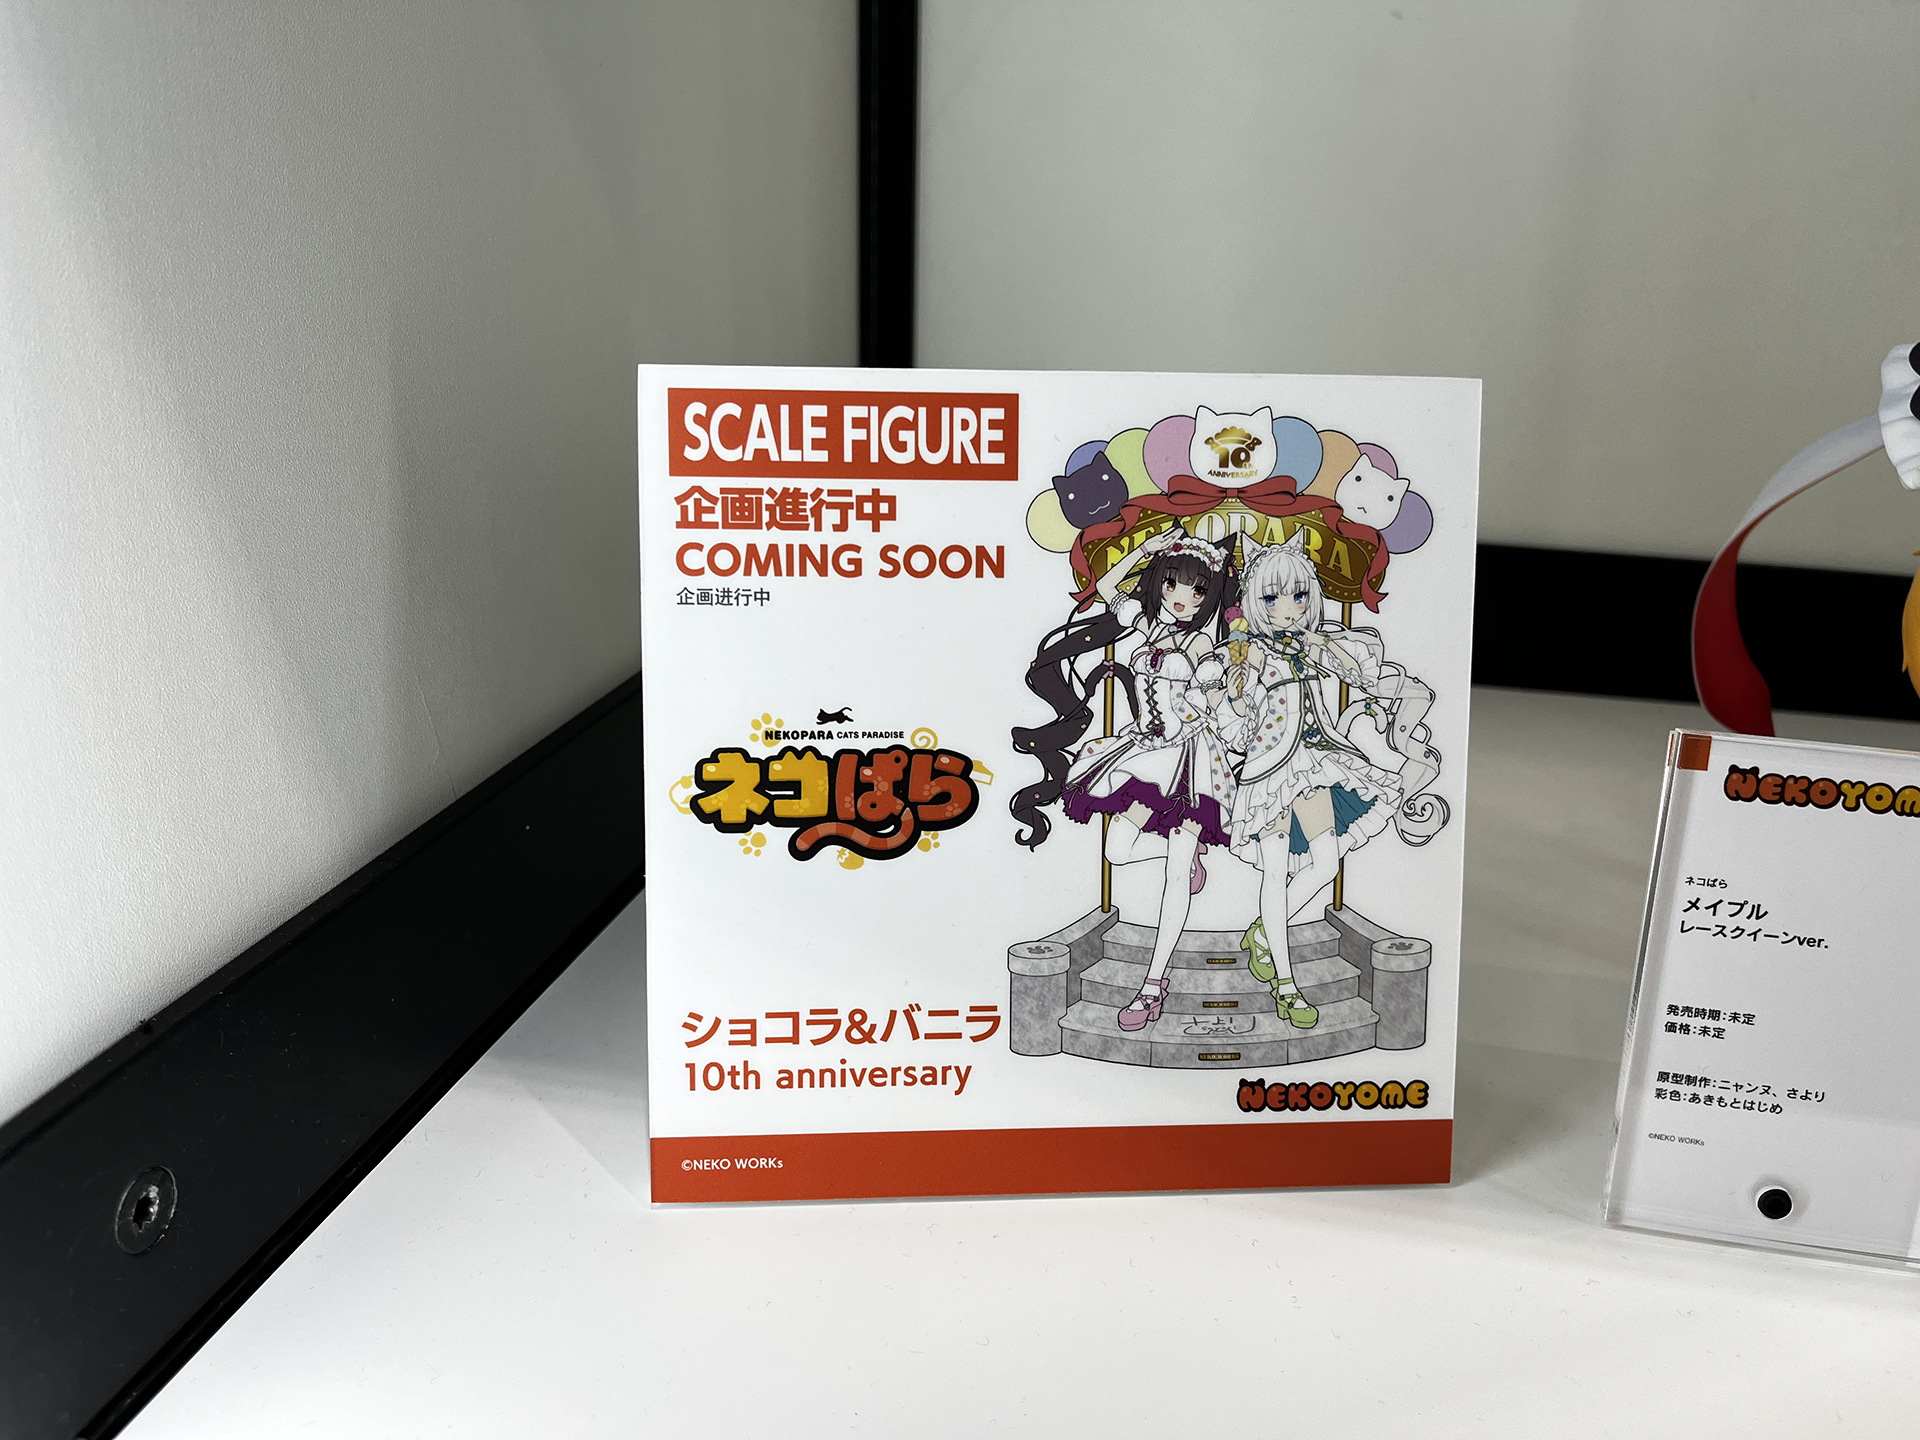 SCALE FIGURE
企画進行中
COMING SOON
企画进行中
NEKOPARA CATS PARADISE
ネコぱら
ショコラ&バニラ
10th anniversary
©NEKO WORKs
10th
ANNIVERSARY
NEKOPARA
NEKOYOME
NEKOYOM
ネコぱら
メイプル
レースクイーンver.
発売時期：未定
価格：未定
原型制作：ニャンヌ、さより
彩色：あきもとはじめ
©NEKO WORKs